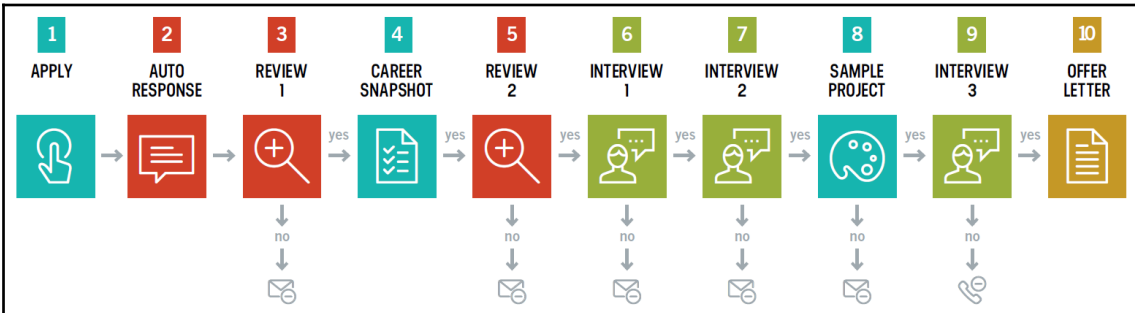 1 2 3 4 5 6 7 8 9 10
APPLY
AUTO
RESPONSE
REVIEW
1
CAREER
SNAPSHOT
REVIEW
2
INTERVIEW
1
INTERVIEW
2
SAMPLE
PROJECT
INTERVIEW
3
OFFER
LETTER
yes yes yes yes yes yes yes
no no no no no no